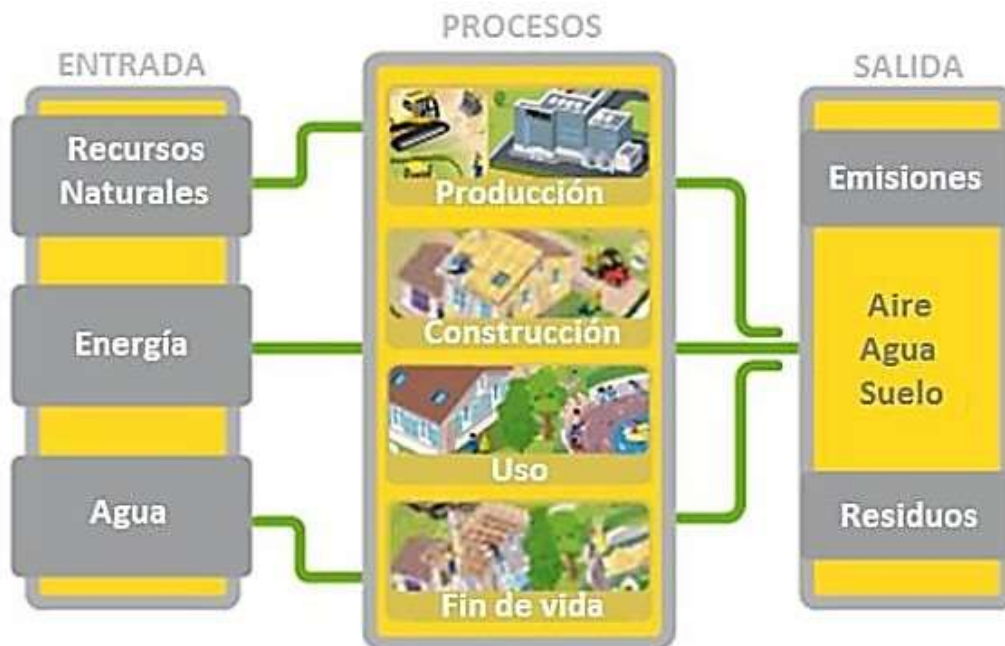 PROCESOS
ENTRADA
SALIDA
Recursos
Naturales
Energía
Agua
Producción
Construcción
Uso
Fin de vida
Emisiones
Aire
Agua
Suelo
Residuos